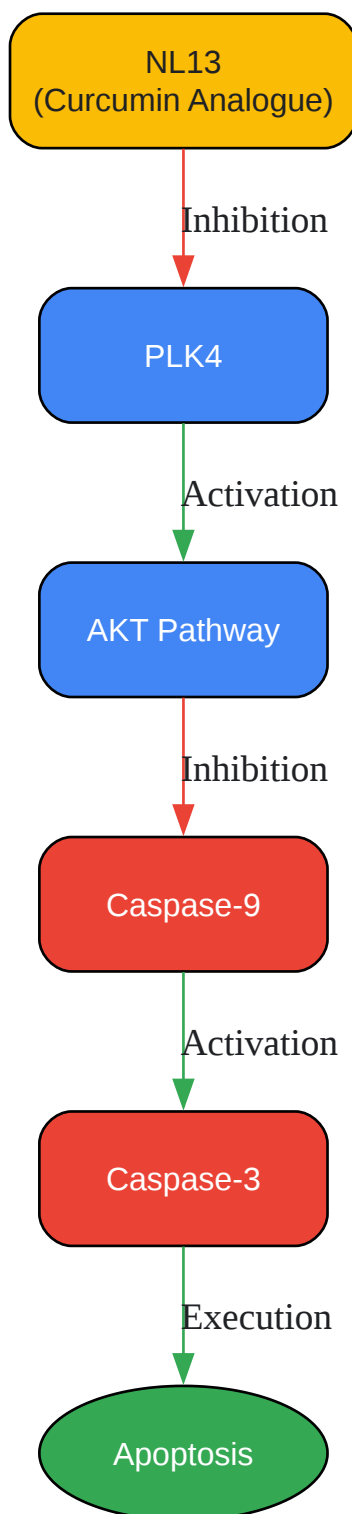 NL13
(Curcumin Analogue)
Inhibition
PLK4
Activation
AKT Pathway
Inhibition
Caspase-9
Activation
Caspase-3
Execution
Apoptosis